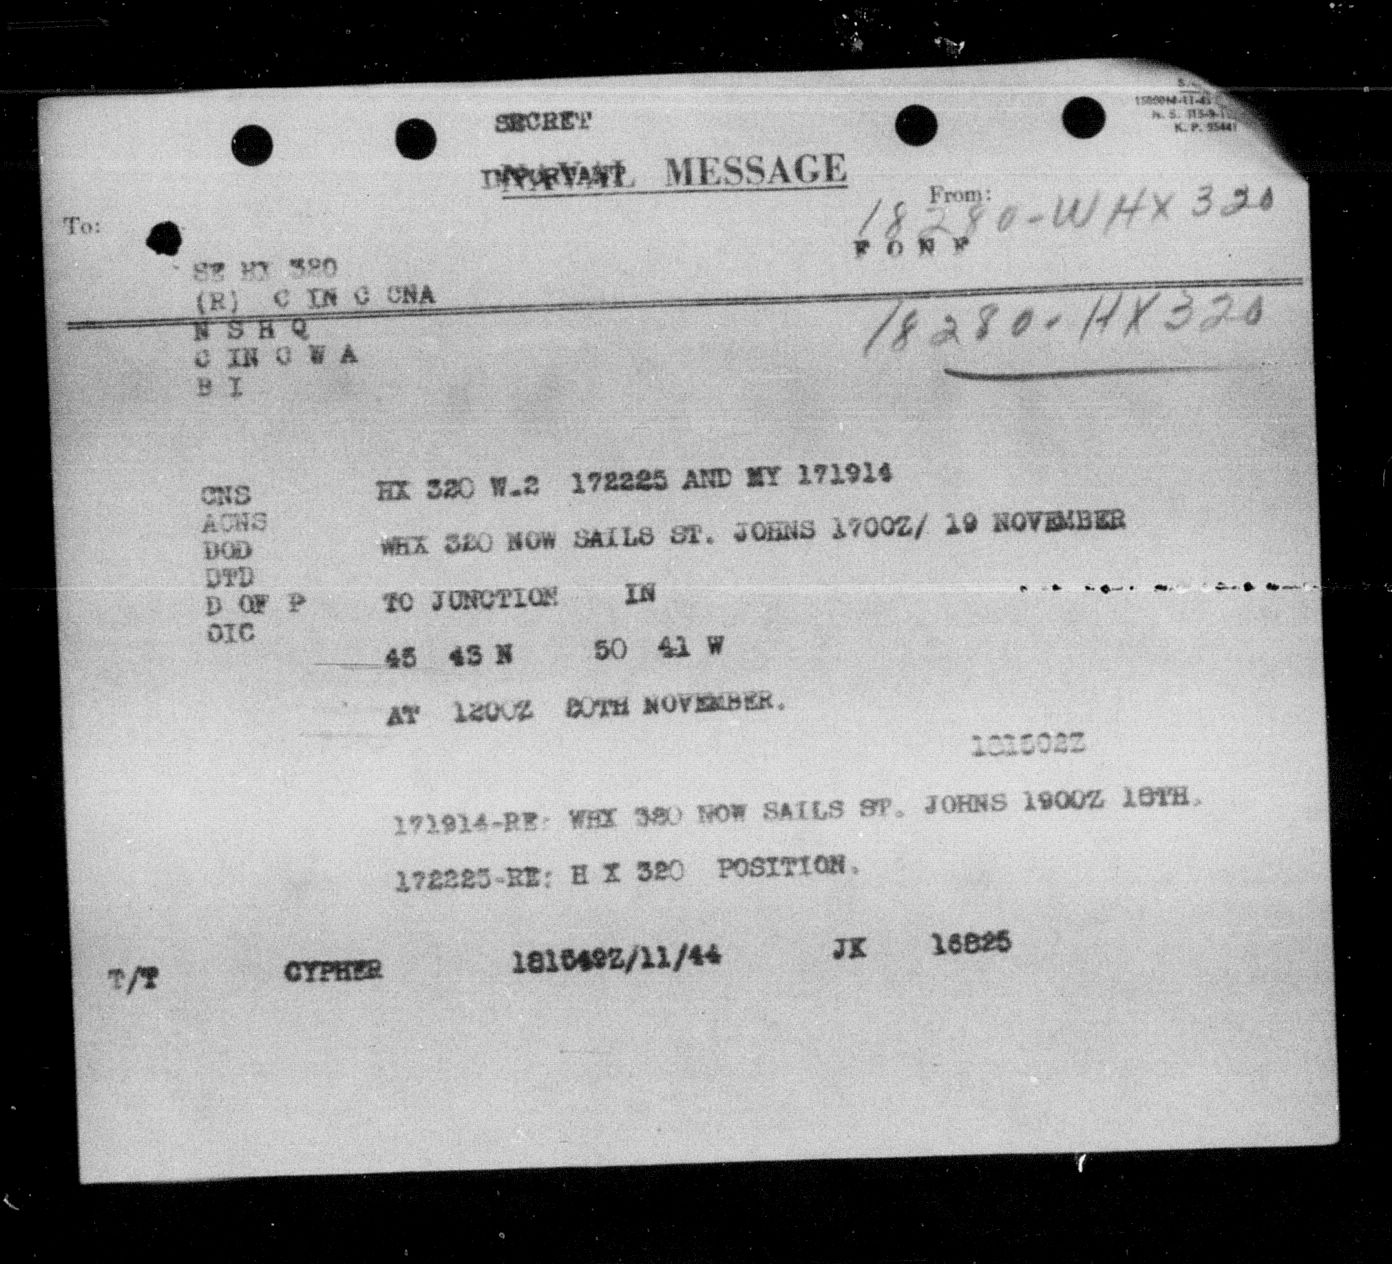 SECRET
IMPORTANT
NAVAL MESSAGE
To:
From:
18280-WHX 320
F O N F
SZ HX 320
(R) C IN C CNA
18280-HX320
N S H Q
C IN C W A
B I
CNS HX 320 W.2 172225 AND MY 171914
ACNS
DOD WHX 320 NOW SAILS ST. JOHNS 1700Z/ 19 NOVEMBER
DTD
D OF P TO JUNCTION IN
OIC
43 43 N 50 41 W
AT 1200Z 20TH NOVEMBER.
181502Z
171914-RE: WHX 320 NOW SAILS ST. JOHNS 1900Z 18TH.
172225-RE: H X 320 POSITION.
T/T CYPHER 181549Z/11/44 JK 16825